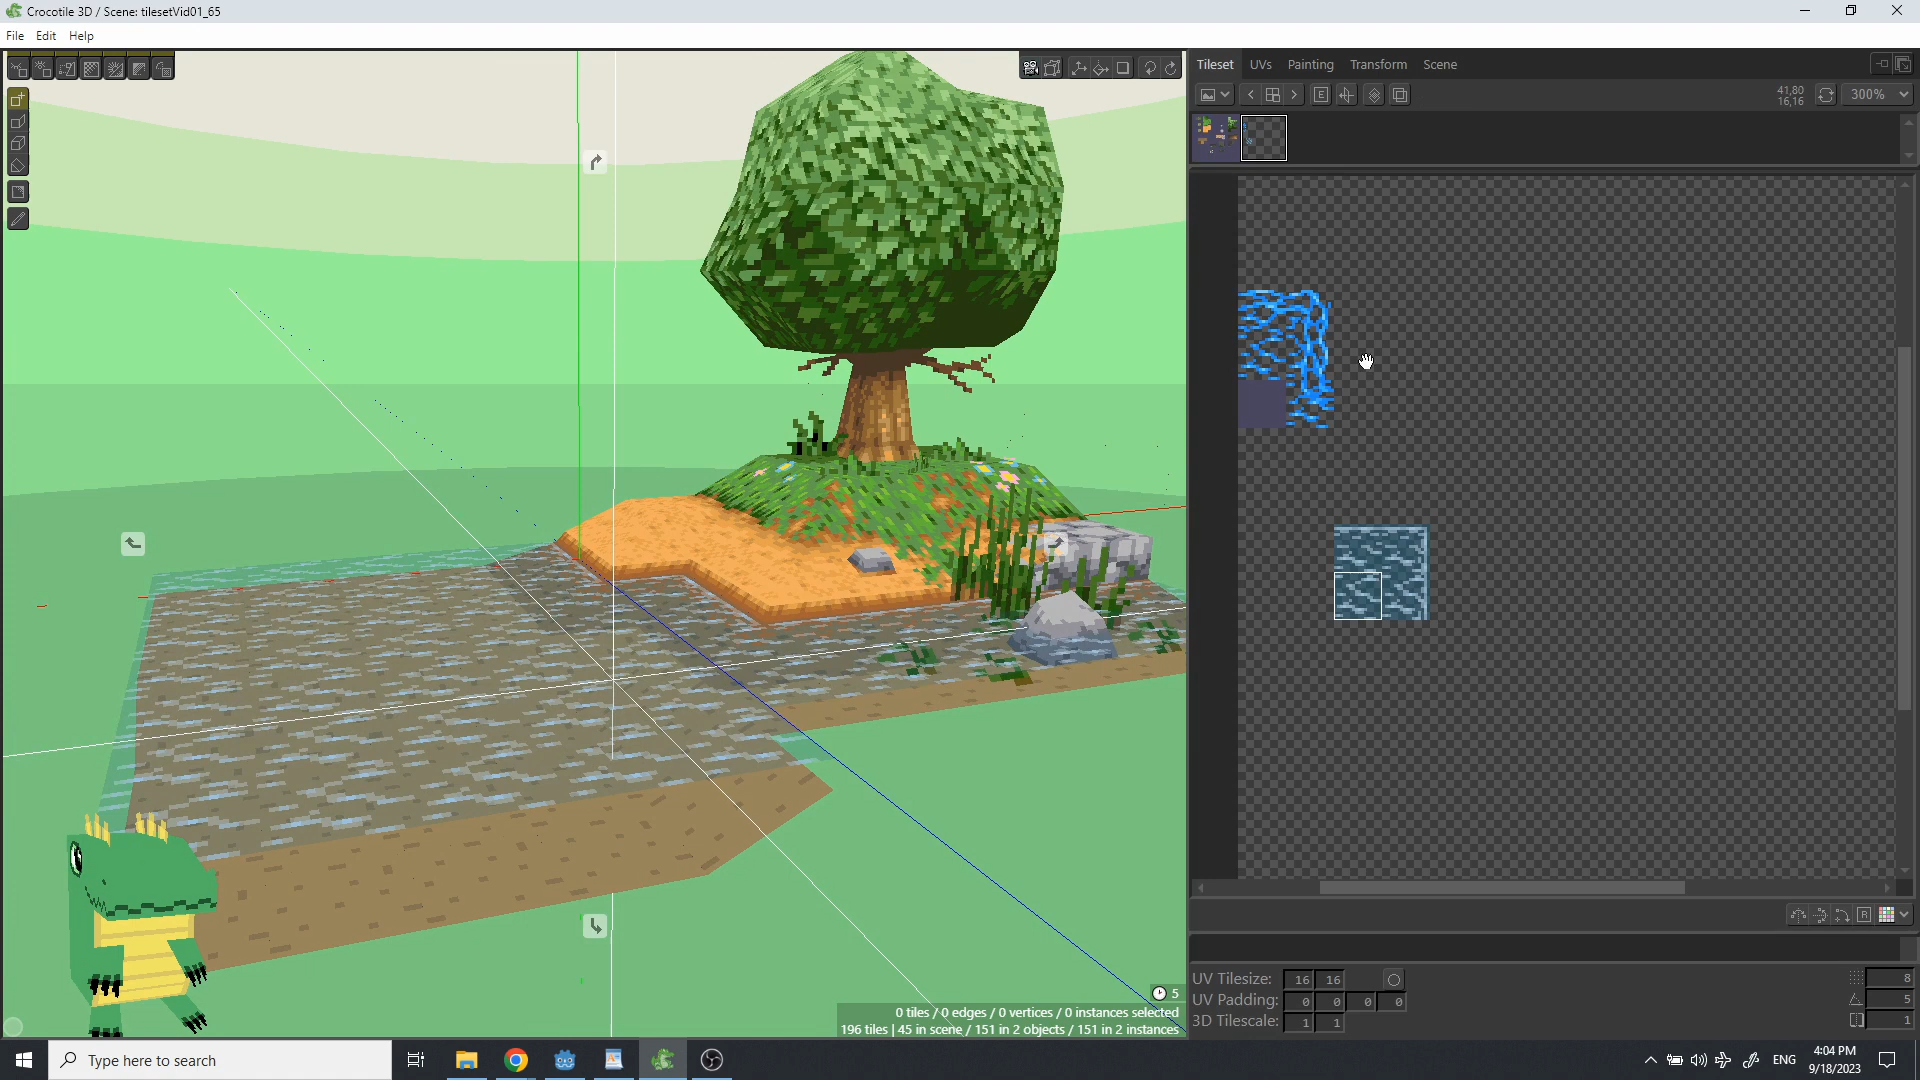 Crocotile 3D / Scene: tilesetVid01_65
File Edit Help
Tileset UVs Painting Transform Scene
E
41,80
16,16
300%
R
UV Tilesize: 16 16
UV Padding: 0 0 0 0
3D Tilescale: 1 1
8
5
1
5
0 tiles / 0 edges / 0 vertices / 0 instances selected
196 tiles | 45 in scene / 151 in 2 objects / 151 in 2 instances
Type here to search
ENG
4:04 PM
9/18/2023